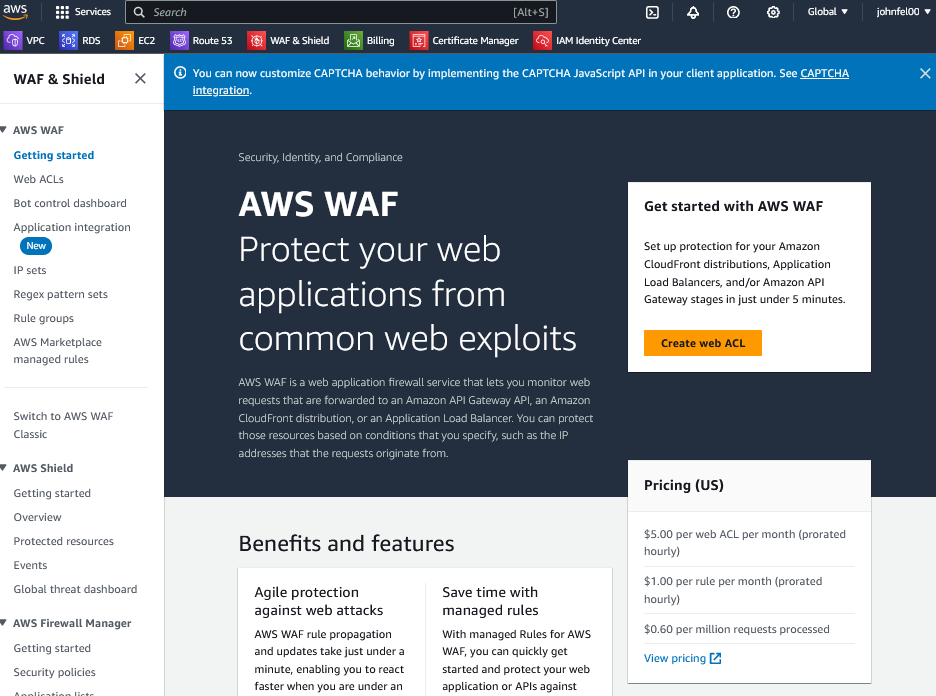 aws
Services
Search
[Alt+S]
Global
johnfel00
VPC
RDS
EC2
Route 53
WAF & Shield
Billing
Certificate Manager
IAM Identity Center
WAF & Shield
AWS WAF
Getting started
Web ACLs
Bot control dashboard
Application integration
New
IP sets
Regex pattern sets
Rule groups
AWS Marketplace
managed rules
Switch to AWS WAF
Classic
AWS Shield
Getting started
Overview
Protected resources
Events
Global threat dashboard
AWS Firewall Manager
Getting started
Security policies
Application lists
You can now customize CAPTCHA behavior by implementing the CAPTCHA JavaScript API in your client application. See CAPTCHA
integration.
Security, Identity, and Compliance
AWS WAF
Protect your web
applications from
common web exploits
AWS WAF is a web application firewall service that lets you monitor web
requests that are forwarded to an Amazon API Gateway API, an Amazon
CloudFront distribution, or an Application Load Balancer. You can protect
those resources based on conditions that you specify, such as the IP
addresses that the requests originate from.
Get started with AWS WAF
Set up protection for your Amazon
CloudFront distributions, Application
Load Balancers, and/or Amazon API
Gateway stages in just under 5 minutes.
Create web ACL
Pricing (US)
$5.00 per web ACL per month (prorated
hourly)
$1.00 per rule per month (prorated
hourly)
$0.60 per million requests processed
View pricing
Benefits and features
Agile protection
against web attacks
AWS WAF rule propagation
and updates take just under a
minute, enabling you to react
faster when you are under an
Save time with
managed rules
With managed Rules for AWS
WAF, you can quickly get
started and protect your web
application or APIs against